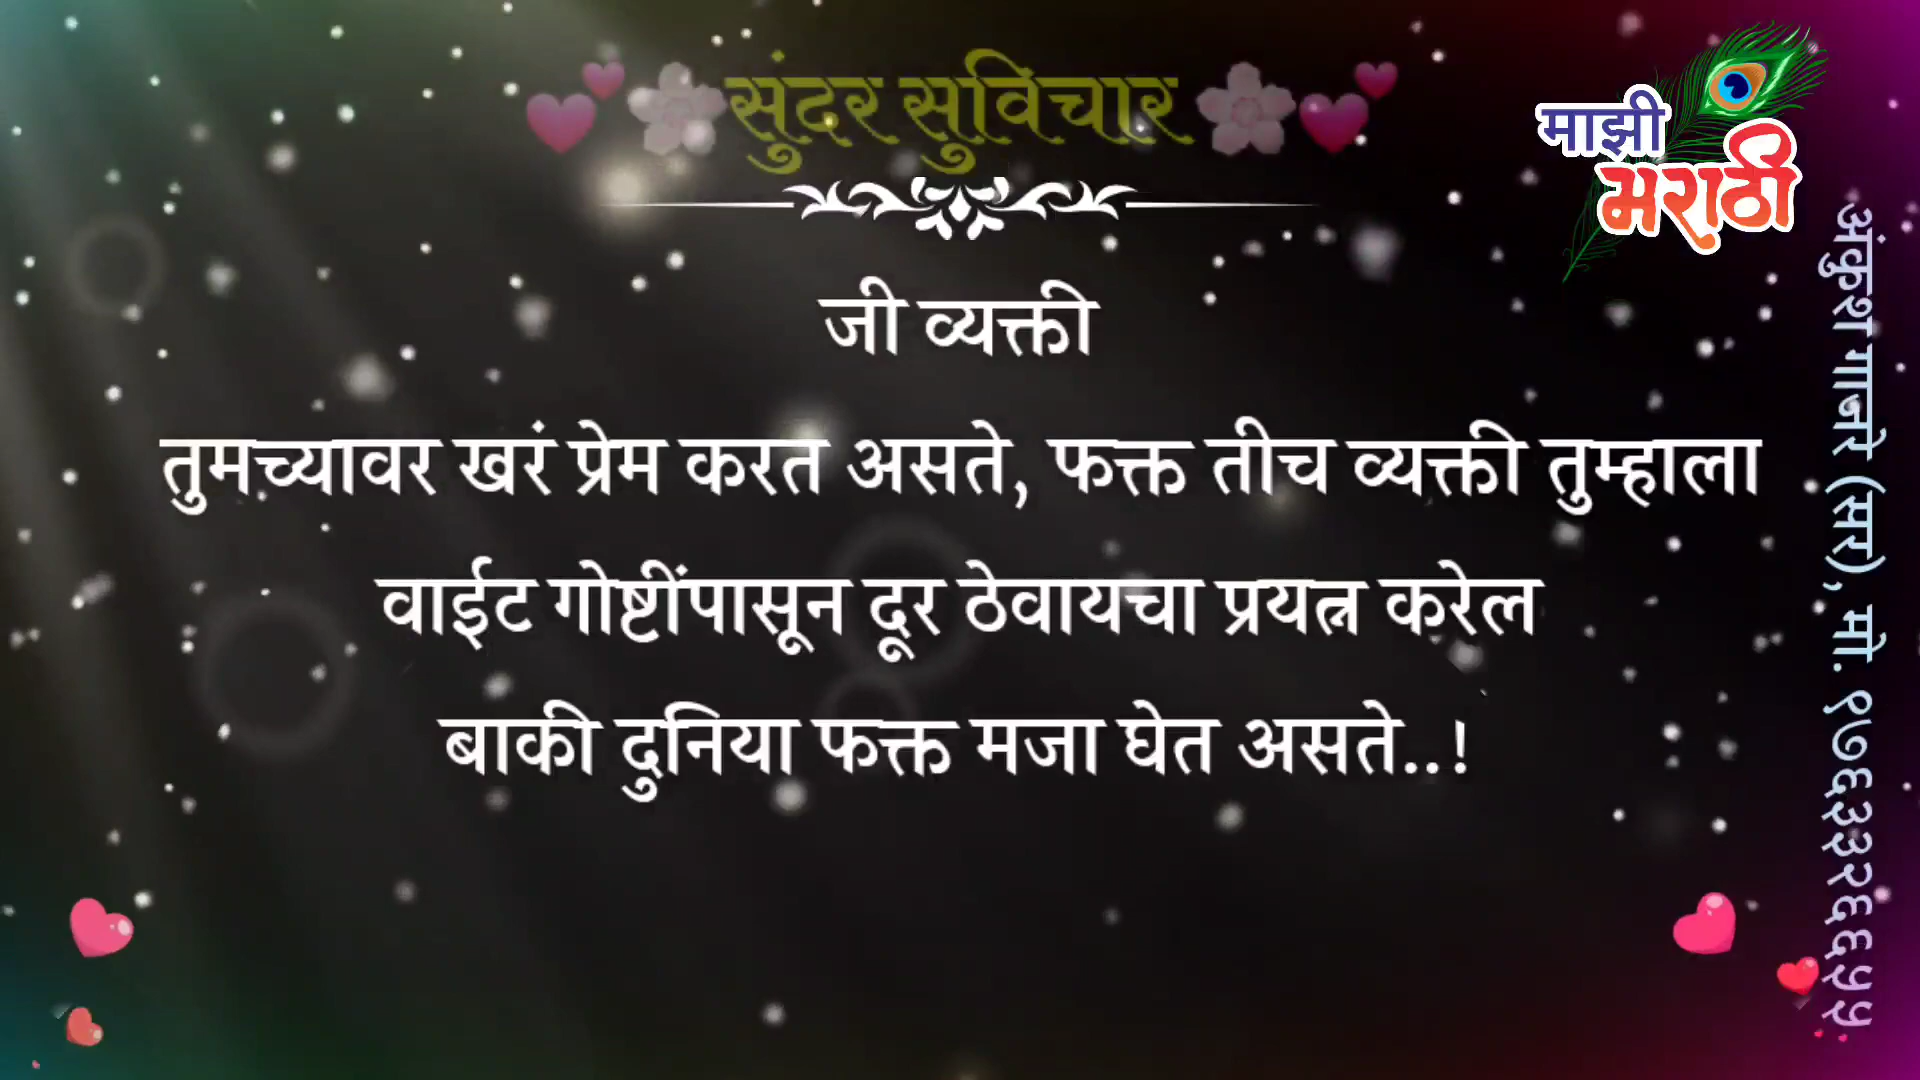 सुंदर सुविचार
माझी
मराठी
जी व्यक्ती
तुमच्यावर खरं प्रेम करत असते, फक्त तीच व्यक्ती तुम्हाला
वाईट गोष्टींपासून दूर ठेवायचा प्रयत्न करेल
बाकी दुनिया फक्त मजा घेत असते..!
अंकुश गाजरे (सर), मो. ९७६३३२६६५५